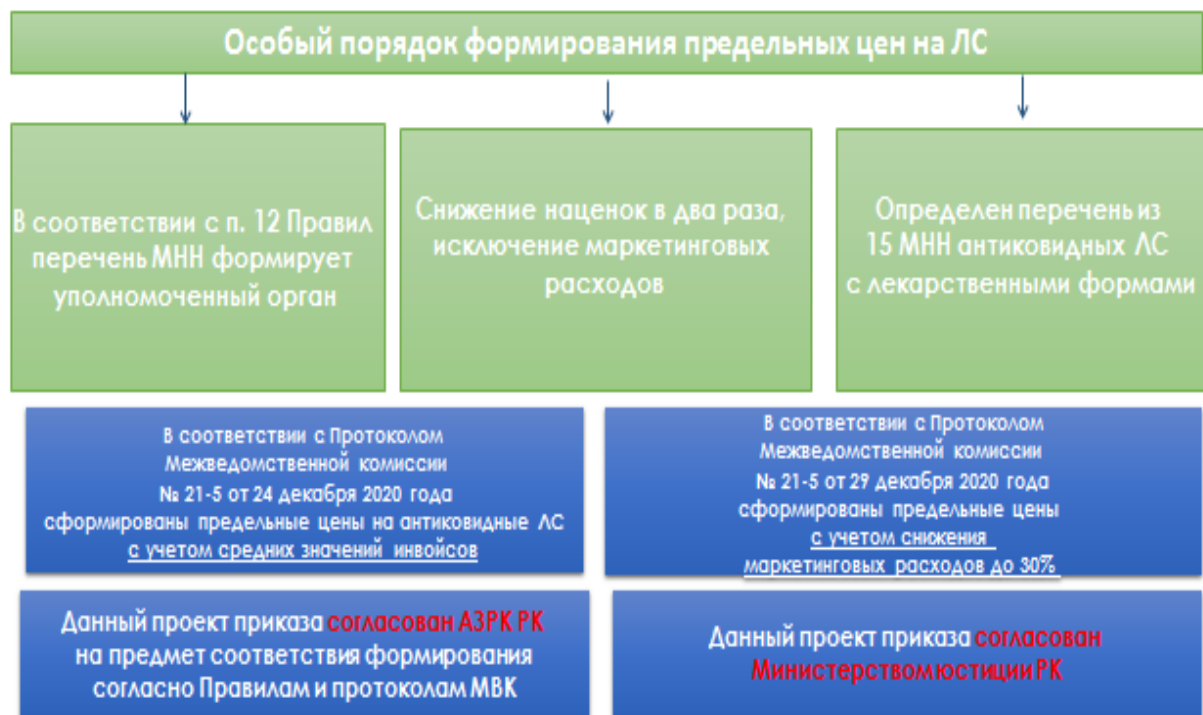 Особый порядок формирования предельных цен на ЛС
В соответствии с п. 12 Правил
перечень МНН формирует
уполномоченный орган
Снижение наценок в два раза,
исключение маркетинговых
расходов
Определен перечень из
15 МНН антиковидных ЛС
с лекарственными формами
В соответствии с Протоколом
Межведомственной комиссии
№ 21-5 от 24 декабря 2020 года
сформированы предельные цены на антиковидные ЛС
с учетом средних значений инвойсов
В соответствии с Протоколом
Межведомственной комиссии
№ 21-5 от 29 декабря 2020 года
сформированы предельные цены
с учетом снижения
маркетинговых расходов до 30%
Данный проект приказа согласован АЗРК РК
на предмет соответствия формирования
согласно Правилам и протоколам МВК
Данный проект приказа согласован
Министерством юстиции РК